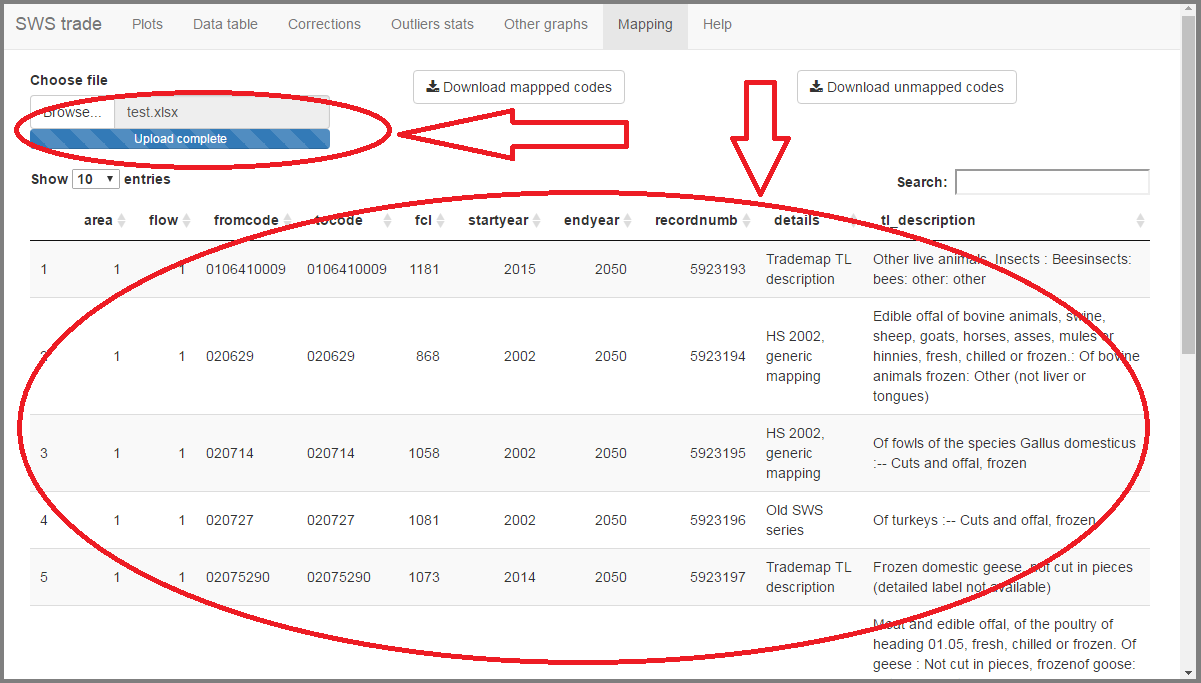 SWS trade Plots Data table Corrections Outliers stats Other graphs Mapping Help
Choose file
Download mappped codes Download unmapped codes
Browse... test.xlsx
Upload complete
Show 10 entries
Search:
area flow fromcode tocode fcl startyear endyear recordnumb details tl_description
1 1 1 0106410009 0106410009 1181 2015 2050 5923193 Trademap TL description Other live animals, Insects : Beesinsects: bees: other: other
2 1 1 020629 020629 868 2002 2050 5923194 HS 2002, generic mapping Edible offal of bovine animals, swine, sheep, goats, horses, asses, mules or hinnies, fresh, chilled or frozen.: Of bovine animals frozen: Other (not liver or tongues)
3 1 1 020714 020714 1058 2002 2050 5923195 HS 2002, generic mapping Of fowls of the species Gallus domesticus :-- Cuts and offal, frozen
4 1 1 020727 020727 1081 2002 2050 5923196 Old SWS series Of turkeys :-- Cuts and offal, frozen
5 1 1 02075290 02075290 1073 2014 2050 5923197 Trademap TL description Frozen domestic geese, not cut in pieces (detailed label not available)
Meat and edible offal, of the poultry of heading 01.05, fresh, chilled or frozen. Of geese : Not cut in pieces, frozenof goose: